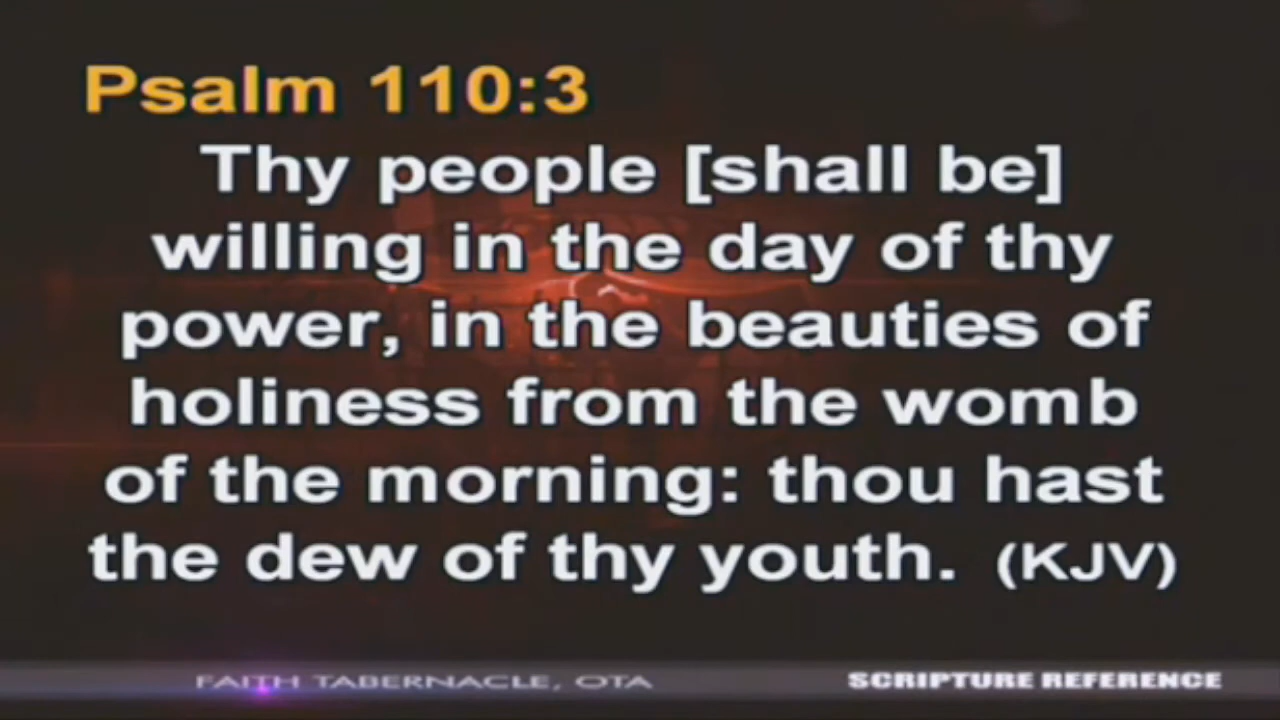 Psalm 110:3
Thy people [shall be]
willing in the day of thy
power, in the beauties of
holiness from the womb
of the morning: thou hast
the dew of thy youth. (KJV)
FAITH TABERNACLE, OTA
SCRIPTURE REFERENCE